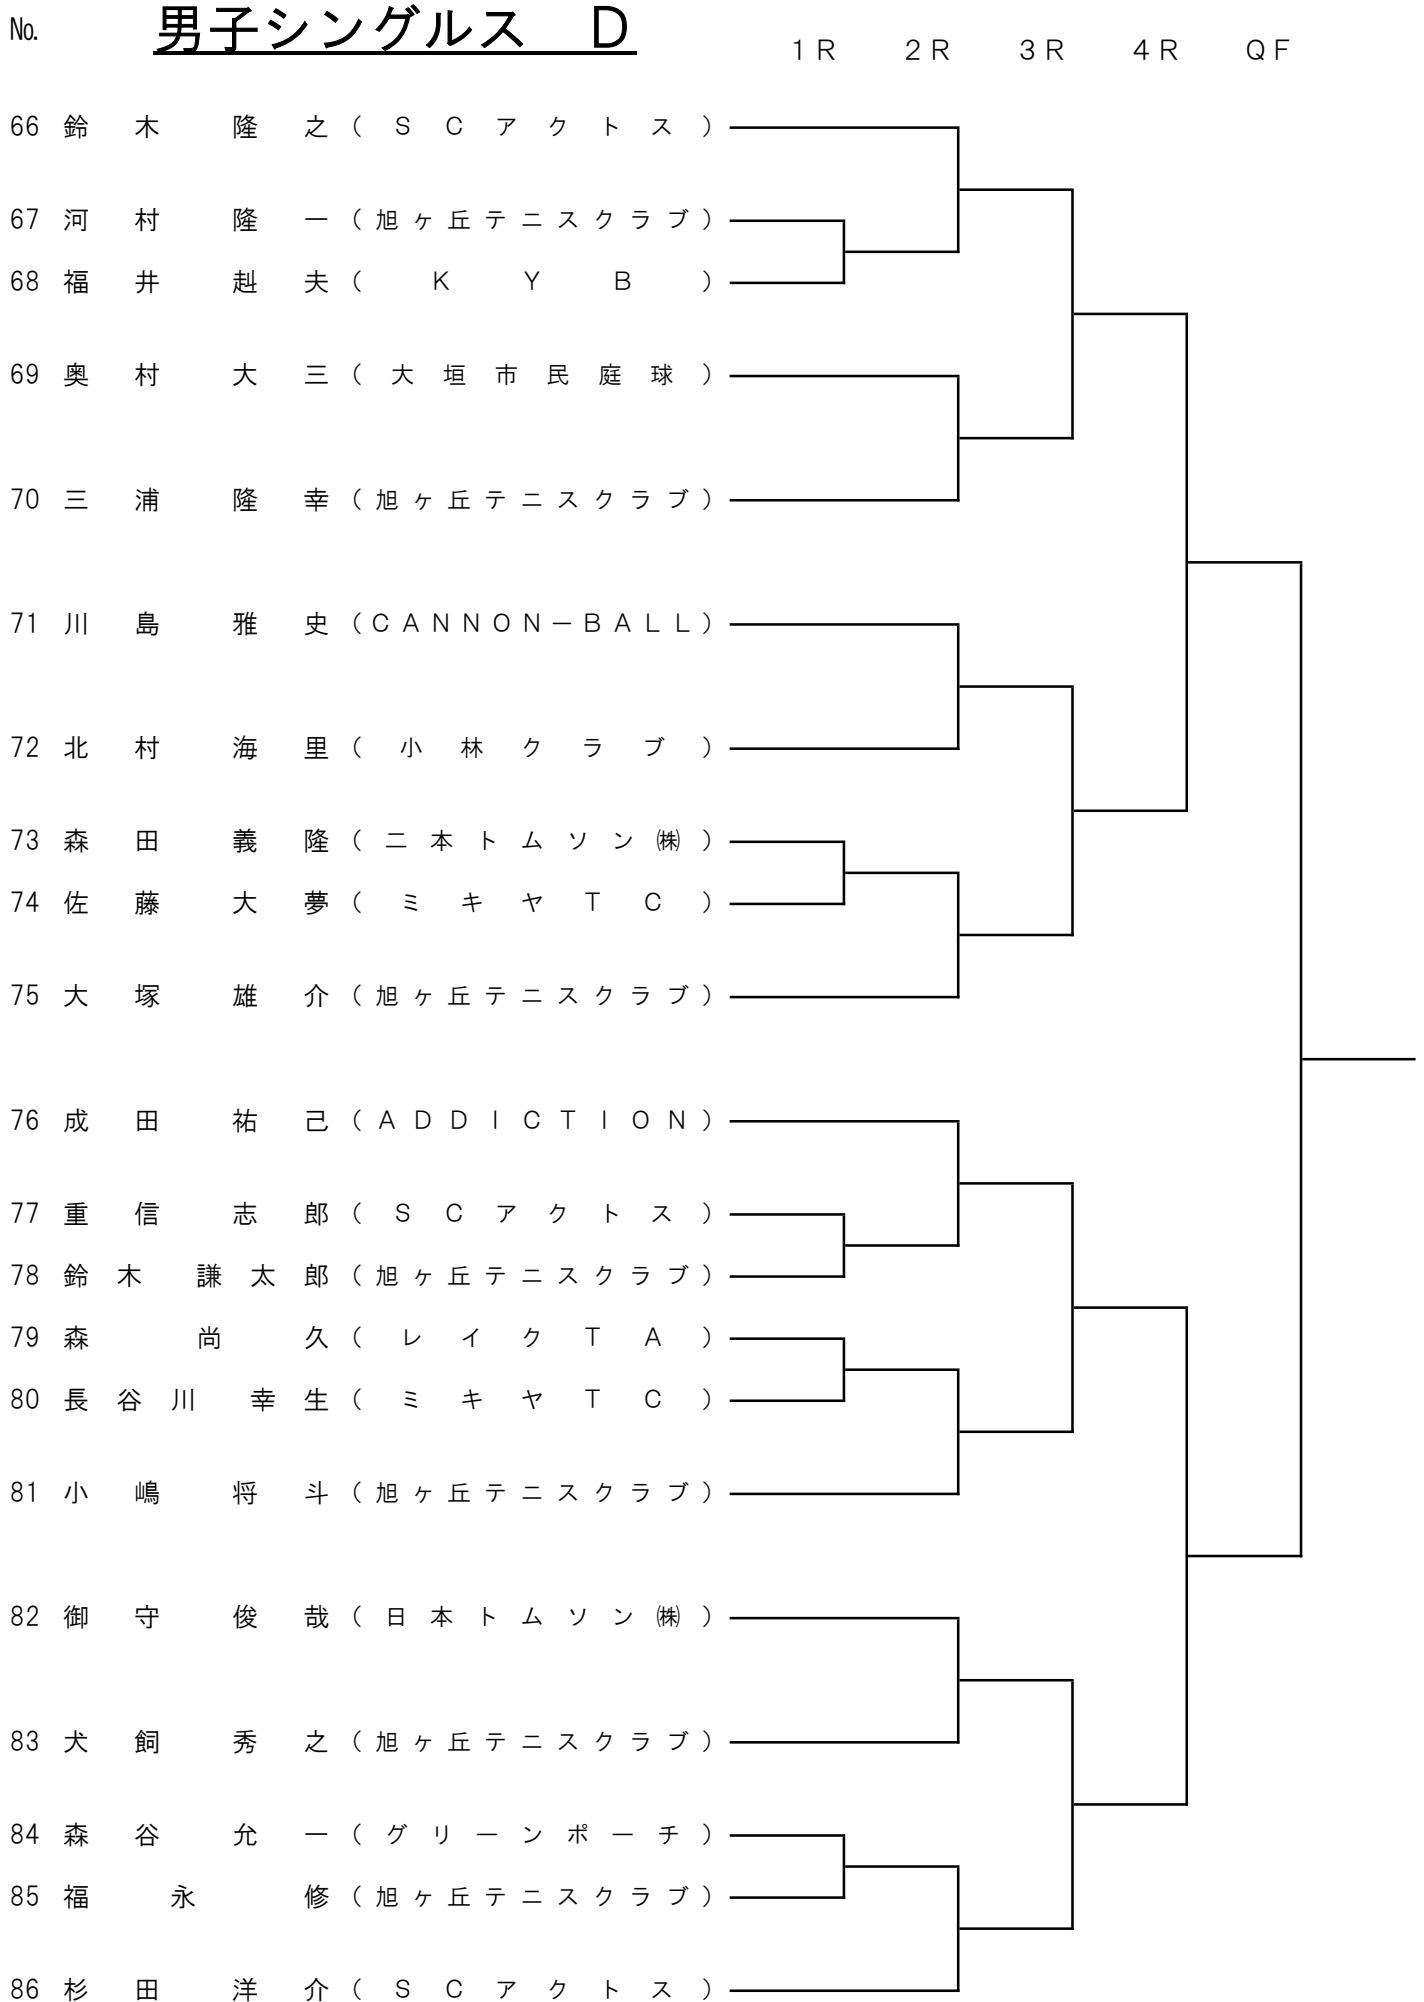 No. 男子シングルス D
1R 2R 3R 4R QF
66 鈴木 隆之 (SCアクトス)
67 河村 隆一 (旭ヶ丘テニスクラブ)
68 福井 赳夫 (KYB)
69 奥村 大三 (大垣市民庭球)
70 三浦 隆幸 (旭ヶ丘テニスクラブ)
71 川島 雅史 (CANNON−BALL)
72 北村 海里 (小林クラブ)
73 森田 義隆 (二本トムソン㈱)
74 佐藤 大夢 (ミキヤTC)
75 大塚 雄介 (旭ヶ丘テニスクラブ)
76 成田 祐己 (ADDICTION)
77 重信 志郎 (SCアクトス)
78 鈴木 謙太郎 (旭ヶ丘テニスクラブ)
79 森 尚久 (レイクTA)
80 長谷川 幸生 (ミキヤTC)
81 小嶋 将斗 (旭ヶ丘テニスクラブ)
82 御守 俊哉 (日本トムソン㈱)
83 犬飼 秀之 (旭ヶ丘テニスクラブ)
84 森谷 允一 (グリーンポーチ)
85 福永 修 (旭ヶ丘テニスクラブ)
86 杉田 洋介 (SCアクトス)